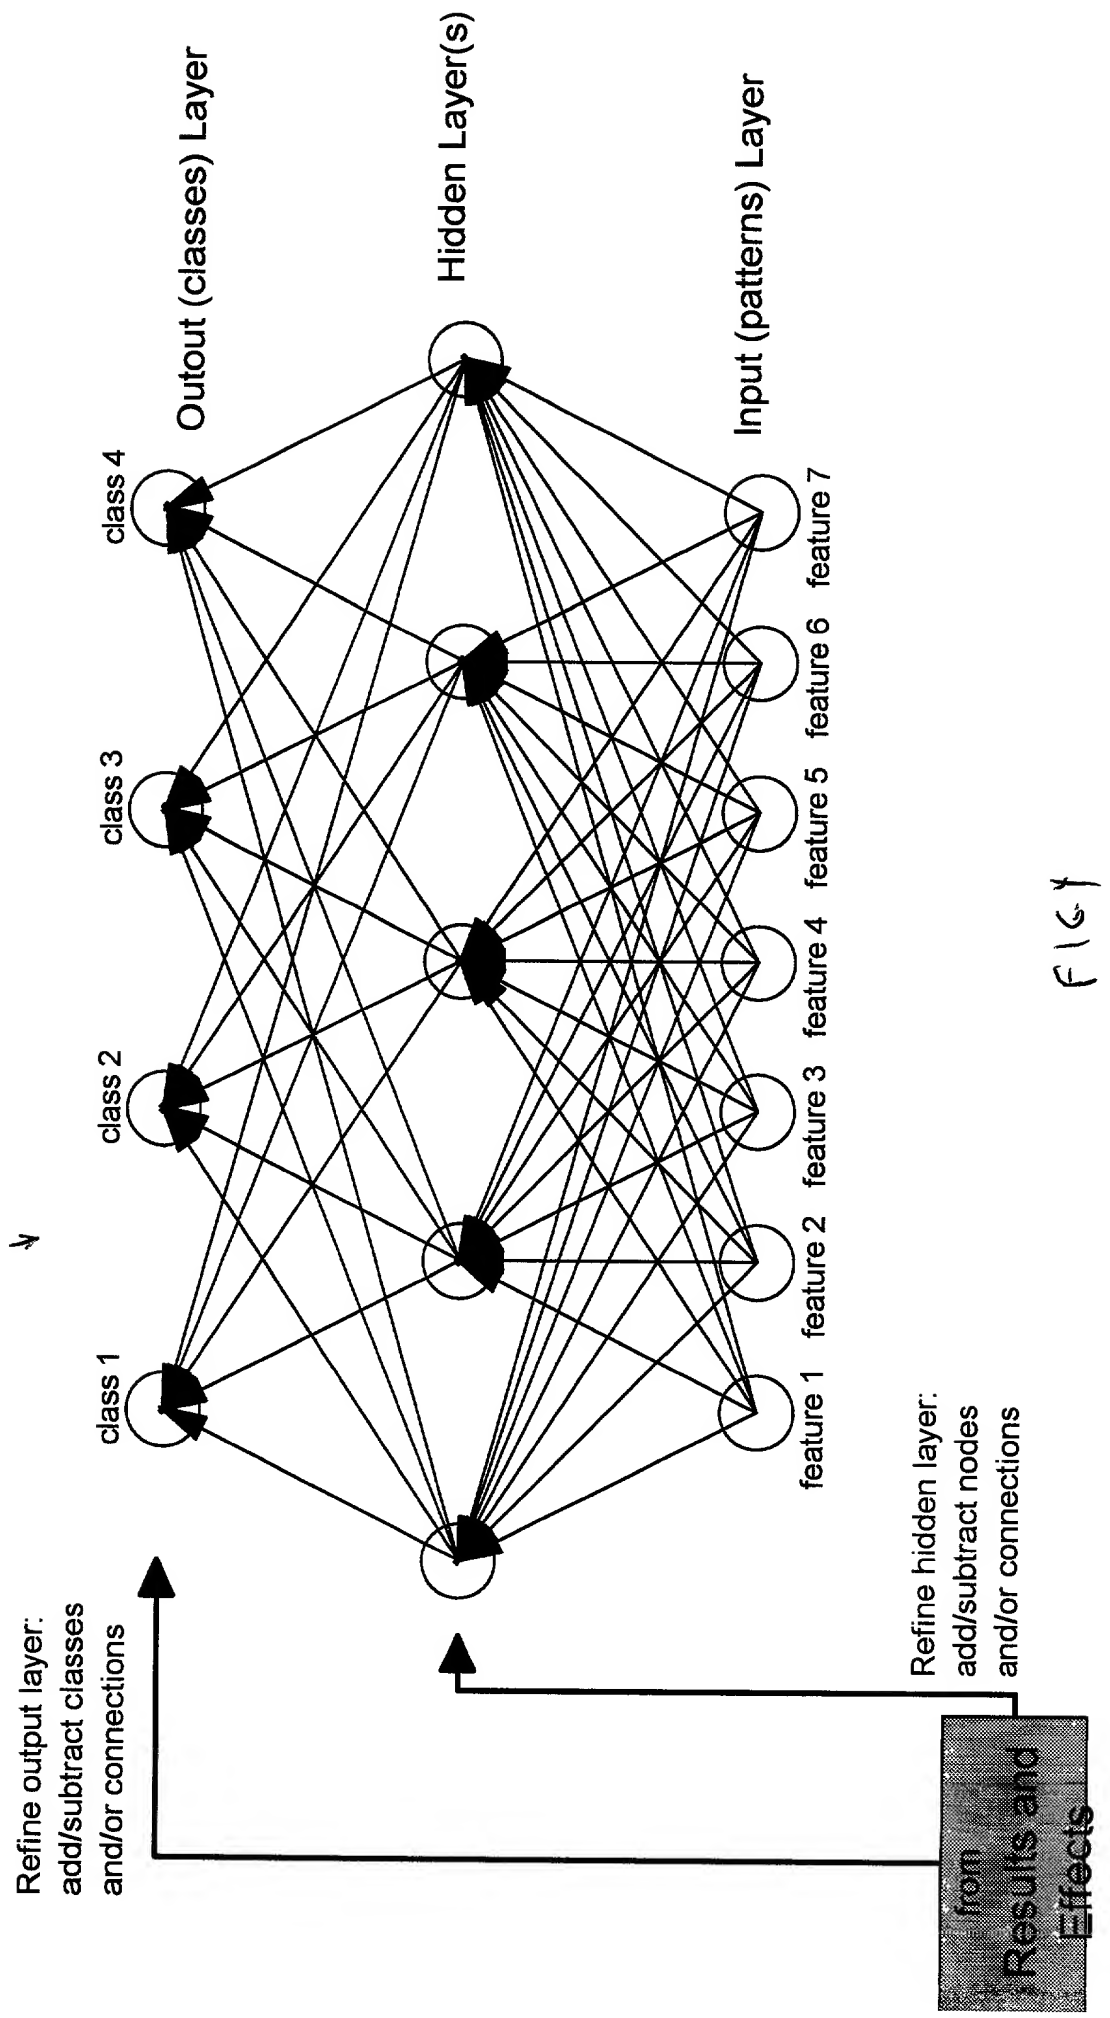 Refine output layer:
add/subtract classes
and/or connections
class 1
class 2
class 3
class 4
Outout (classes) Layer
Hidden Layer(s)
Input (patterns) Layer
feature 1
feature 2
feature 3
feature 4
feature 5
feature 6
feature 7
Refine hidden layer:
add/subtract nodes
and/or connections
from
Results and
Effects
FIG